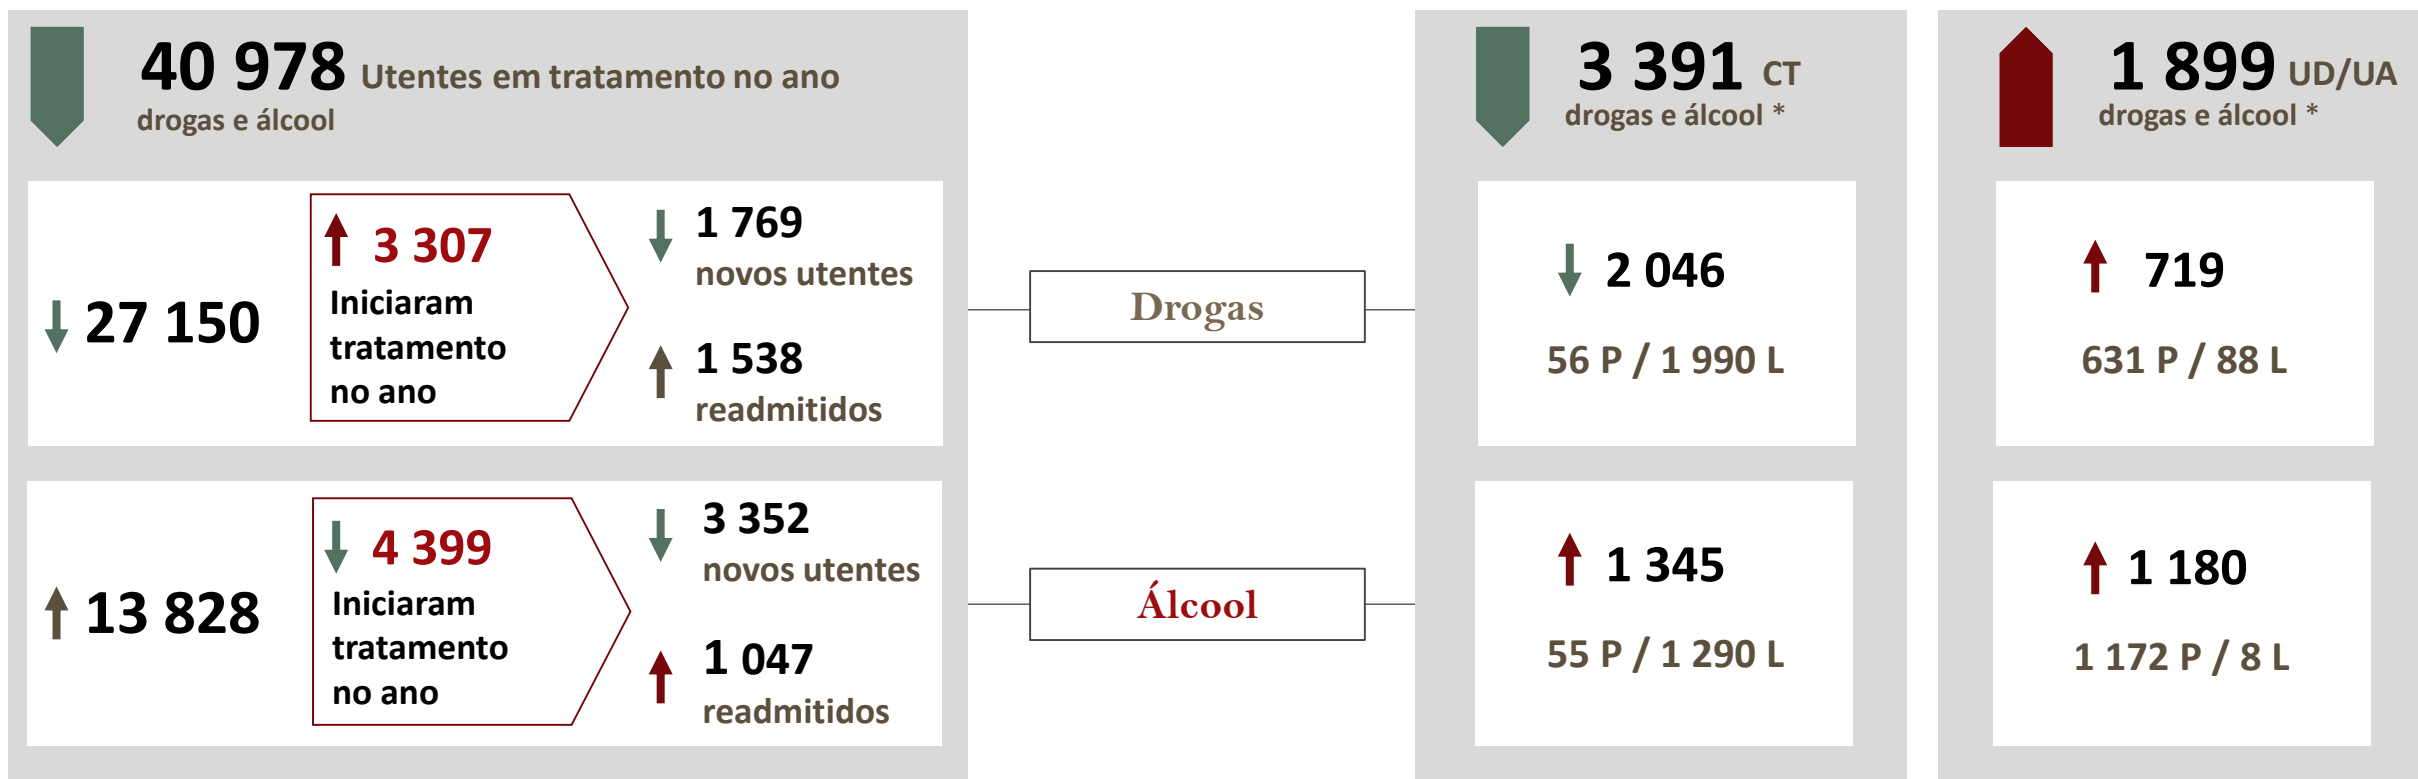 40 978 Utentes em tratamento no ano
drogas e álcool
27 150
3 307
Iniciaram
tratamento
no ano
1 769
novos utentes
1 538
readmitidos
13 828
4 399
Iniciaram
tratamento
no ano
3 352
novos utentes
1 047
readmitidos
Drogas
Álcool
3 391 CT
drogas e álcool *
2 046
56 P / 1 990 L
1 345
55 P / 1 290 L
1 899 UD/UA
drogas e álcool *
719
631 P / 88 L
1 180
1 172 P / 8 L